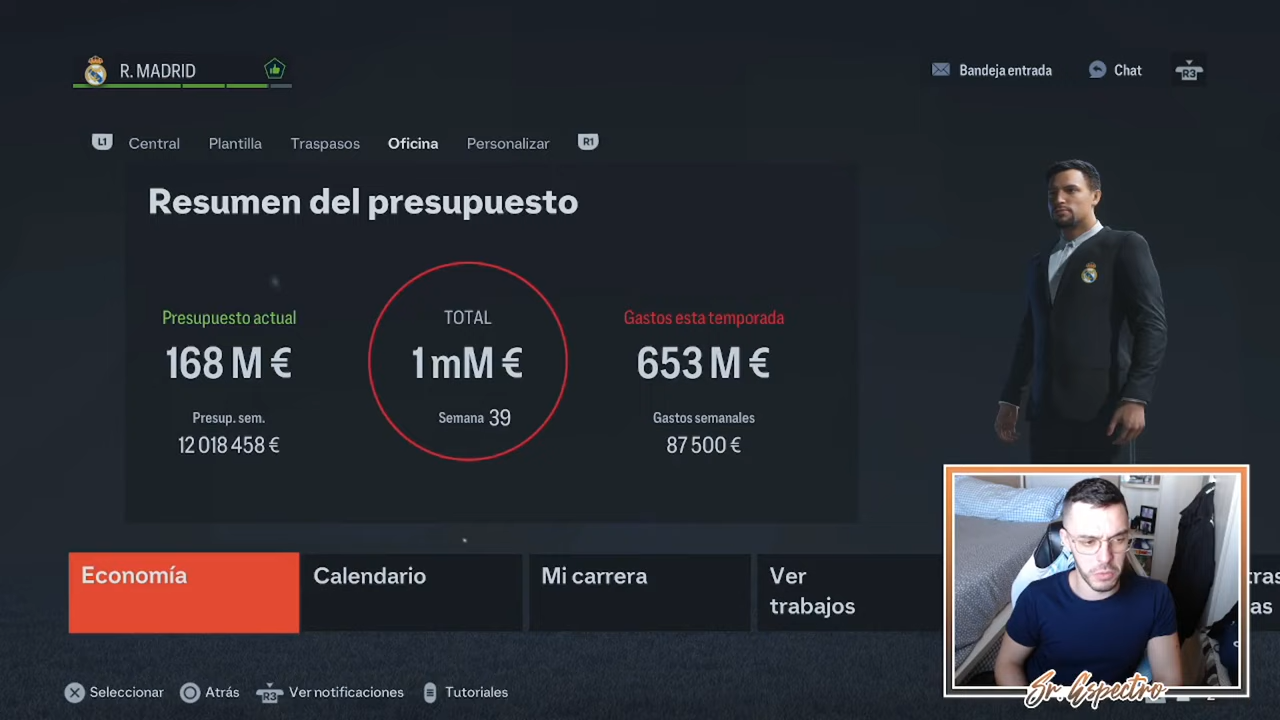 R. MADRID
Bandeja entrada
Chat
R3
L1
Central
Plantilla
Traspasos
Oficina
Personalizar
R1
Resumen del presupuesto
Presupuesto actual
168 M €
Presup. sem.
12 018 458 €
TOTAL
1 mM €
Semana 39
Gastos esta temporada
653 M €
Gastos semanales
87 500 €
Economía
Calendario
Mi carrera
Ver
trabajos
Seleccionar
Atrás
R3
Ver notificaciones
Tutoriales
Sr. Espectro